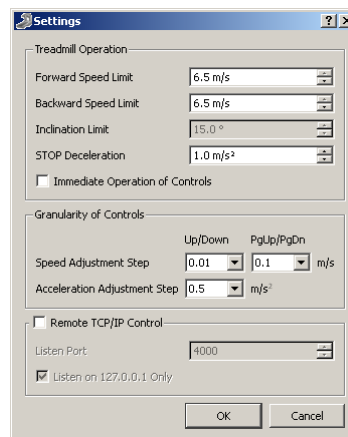 Settings
Treadmill Operation
Forward Speed Limit 6.5 m/s
Backward Speed Limit 6.5 m/s
Inclination Limit 15.0 °
STOP Deceleration 1.0 m/s²
Immediate Operation of Controls
Granularity of Controls
Up/Down PgUp/PgDn
Speed Adjustment Step 0.01 0.1 m/s
Acceleration Adjustment Step 0.5 m/s²
Remote TCP/IP Control
Listen Port 4000
Listen on 127.0.0.1 Only
OK Cancel